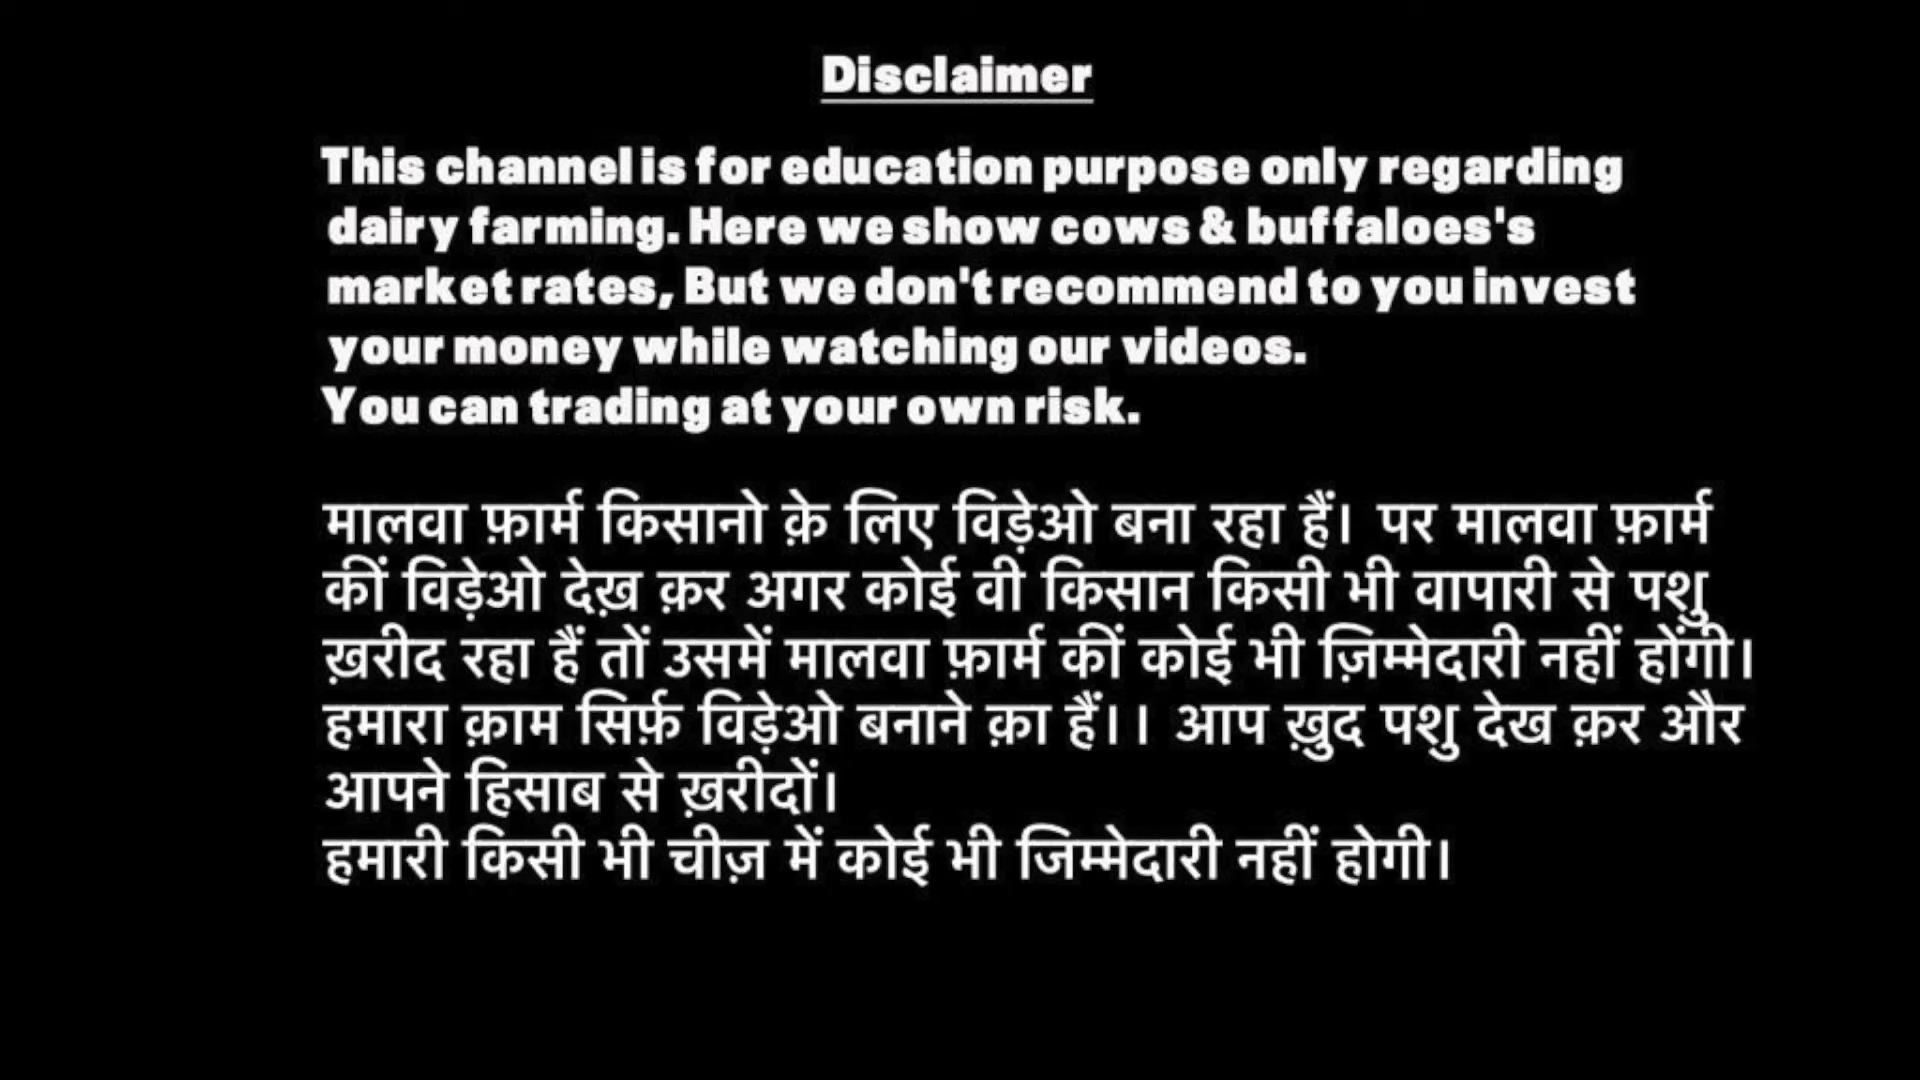 Disclaimer
This channel is for education purpose only regarding
dairy farming. Here we show cows & buffaloes's
market rates, But we don't recommend to you invest
your money while watching our videos.
You can trading at your own risk.
मालवा फ़ार्म किसानो क़े लिए विड़ेओ बना रहा हैं। पर मालवा फ़ार्म
कीं विड़ेओ देख़ क़र अगर कोई वी किसान किसी भी वापारी से पशु
ख़रीद रहा हैं तों उसमें मालवा फ़ार्म कीं कोई भी ज़िम्मेदारी नहीं होंगी।
हमारा क़ाम सिर्फ़ विड़ेओ बनाने क़ा हैं।। आप ख़ुद पशु देख क़र और
आपने हिसाब से ख़रीदों।
हमारी किसी भी चीज़ में कोई भी जिम्मेदारी नहीं होगी।